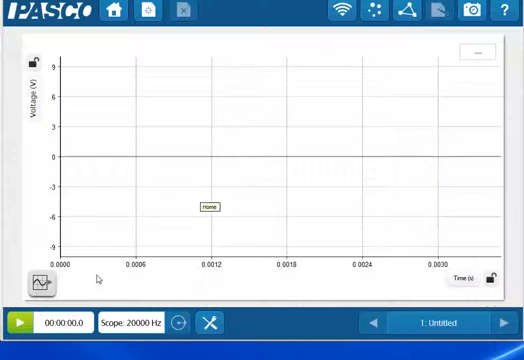 PASCO
?
---
9
6
3
0
-3
-6
-9
Voltage (V)
Home
0.0000 0.0006 0.0012 0.0018 0.0024 0.0030
Time (s)
00:00:00.0 Scope: 20000 Hz 1: Untitled